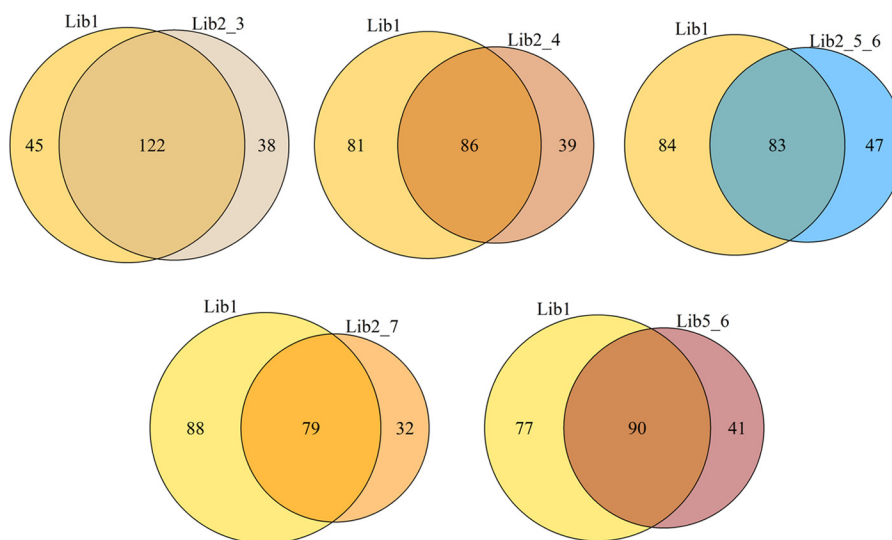 Lib1 Lib2_3
45 122 38
Lib1 Lib2_4
81 86 39
Lib1 Lib2_5_6
84 83 47
Lib1 Lib2_7
88 79 32
Lib1 Lib5_6
77 90 41